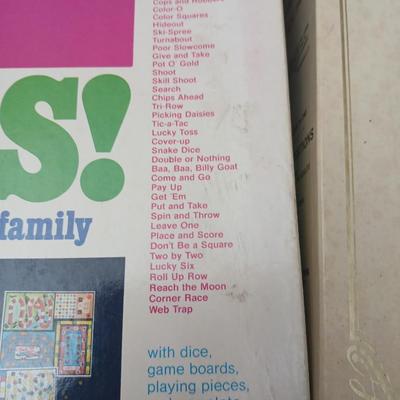 Cops and Robbers
Color-O
Color Squares
Hideout
Ski-Spree
Turnabout
Poor Slowcome
Give and Take
Pot O' Gold
Shoot
Skill Shoot
Search
Chips Ahead
Tri-Row
Picking Daisies
Tic-a-Tac
Lucky Toss
Cover-up
Snake Dice
Double or Nothing
Baa, Baa, Billy Goat
Come and Go
Pay Up
Get 'Em
Put and Take
Spin and Throw
Leave One
Place and Score
Don't Be a Square
Two by Two
Lucky Six
Roll Up Row
Reach the Moon
Corner Race
Web Trap
S!
family
with dice,
game boards,
playing pieces,